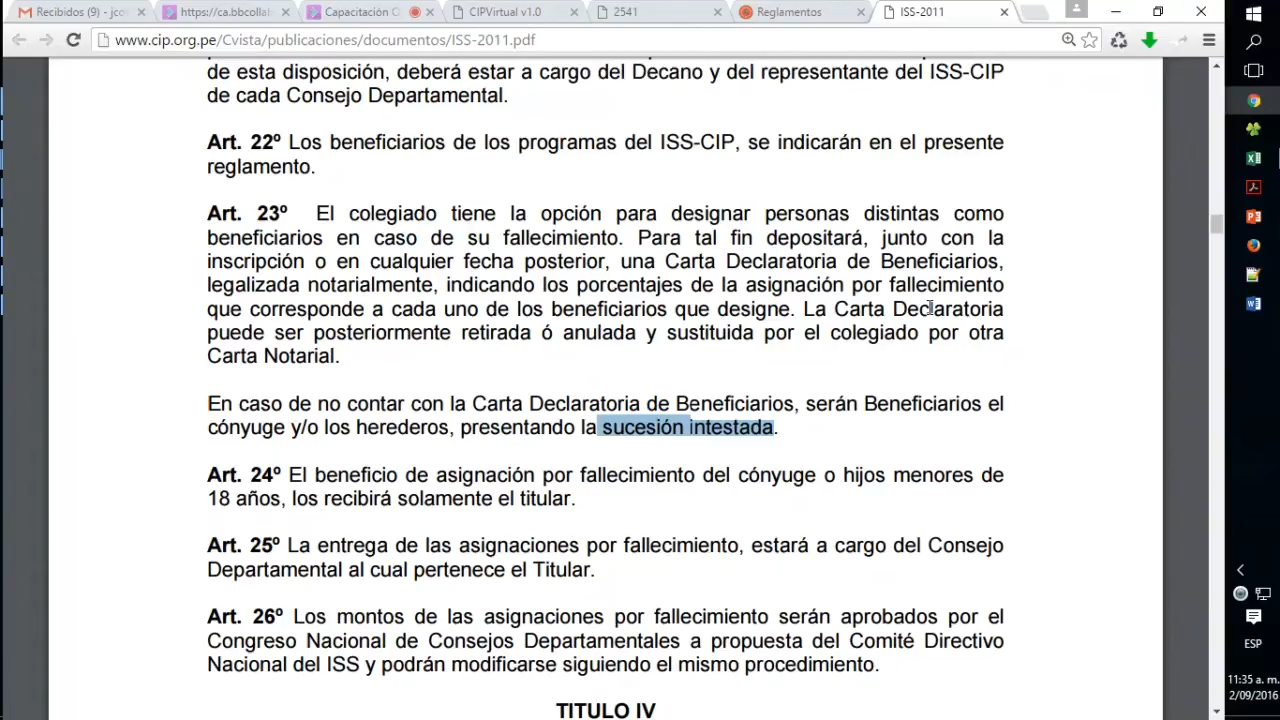 Recibidos (9) - jco
https://ca.bbcollab
Capacitación C
CIPVirtual v1.0
2541
Reglamentos
ISS-2011
www.cip.org.pe/Cvista/publicaciones/documentos/ISS-2011.pdf
de esta disposición, deberá estar a cargo del Decano y del representante del ISS-CIP
de cada Consejo Departamental.
Art. 22º Los beneficiarios de los programas del ISS-CIP, se indicarán en el presente
reglamento.
Art. 23º El colegiado tiene la opción para designar personas distintas como
beneficiarios en caso de su fallecimiento. Para tal fin depositará, junto con la
inscripción o en cualquier fecha posterior, una Carta Declaratoria de Beneficiarios,
legalizada notarialmente, indicando los porcentajes de la asignación por fallecimiento
que corresponde a cada uno de los beneficiarios que designe. La Carta Declaratoria
puede ser posteriormente retirada ó anulada y sustituida por el colegiado por otra
Carta Notarial.
En caso de no contar con la Carta Declaratoria de Beneficiarios, serán Beneficiarios el
cónyuge y/o los herederos, presentando la sucesión intestada.
Art. 24º El beneficio de asignación por fallecimiento del cónyuge o hijos menores de
18 años, los recibirá solamente el titular.
Art. 25º La entrega de las asignaciones por fallecimiento, estará a cargo del Consejo
Departamental al cual pertenece el Titular.
Art. 26º Los montos de las asignaciones por fallecimiento serán aprobados por el
Congreso Nacional de Consejos Departamentales a propuesta del Comité Directivo
Nacional del ISS y podrán modificarse siguiendo el mismo procedimiento.
TITULO IV
ESP
11:35 a. m.
2/09/2016